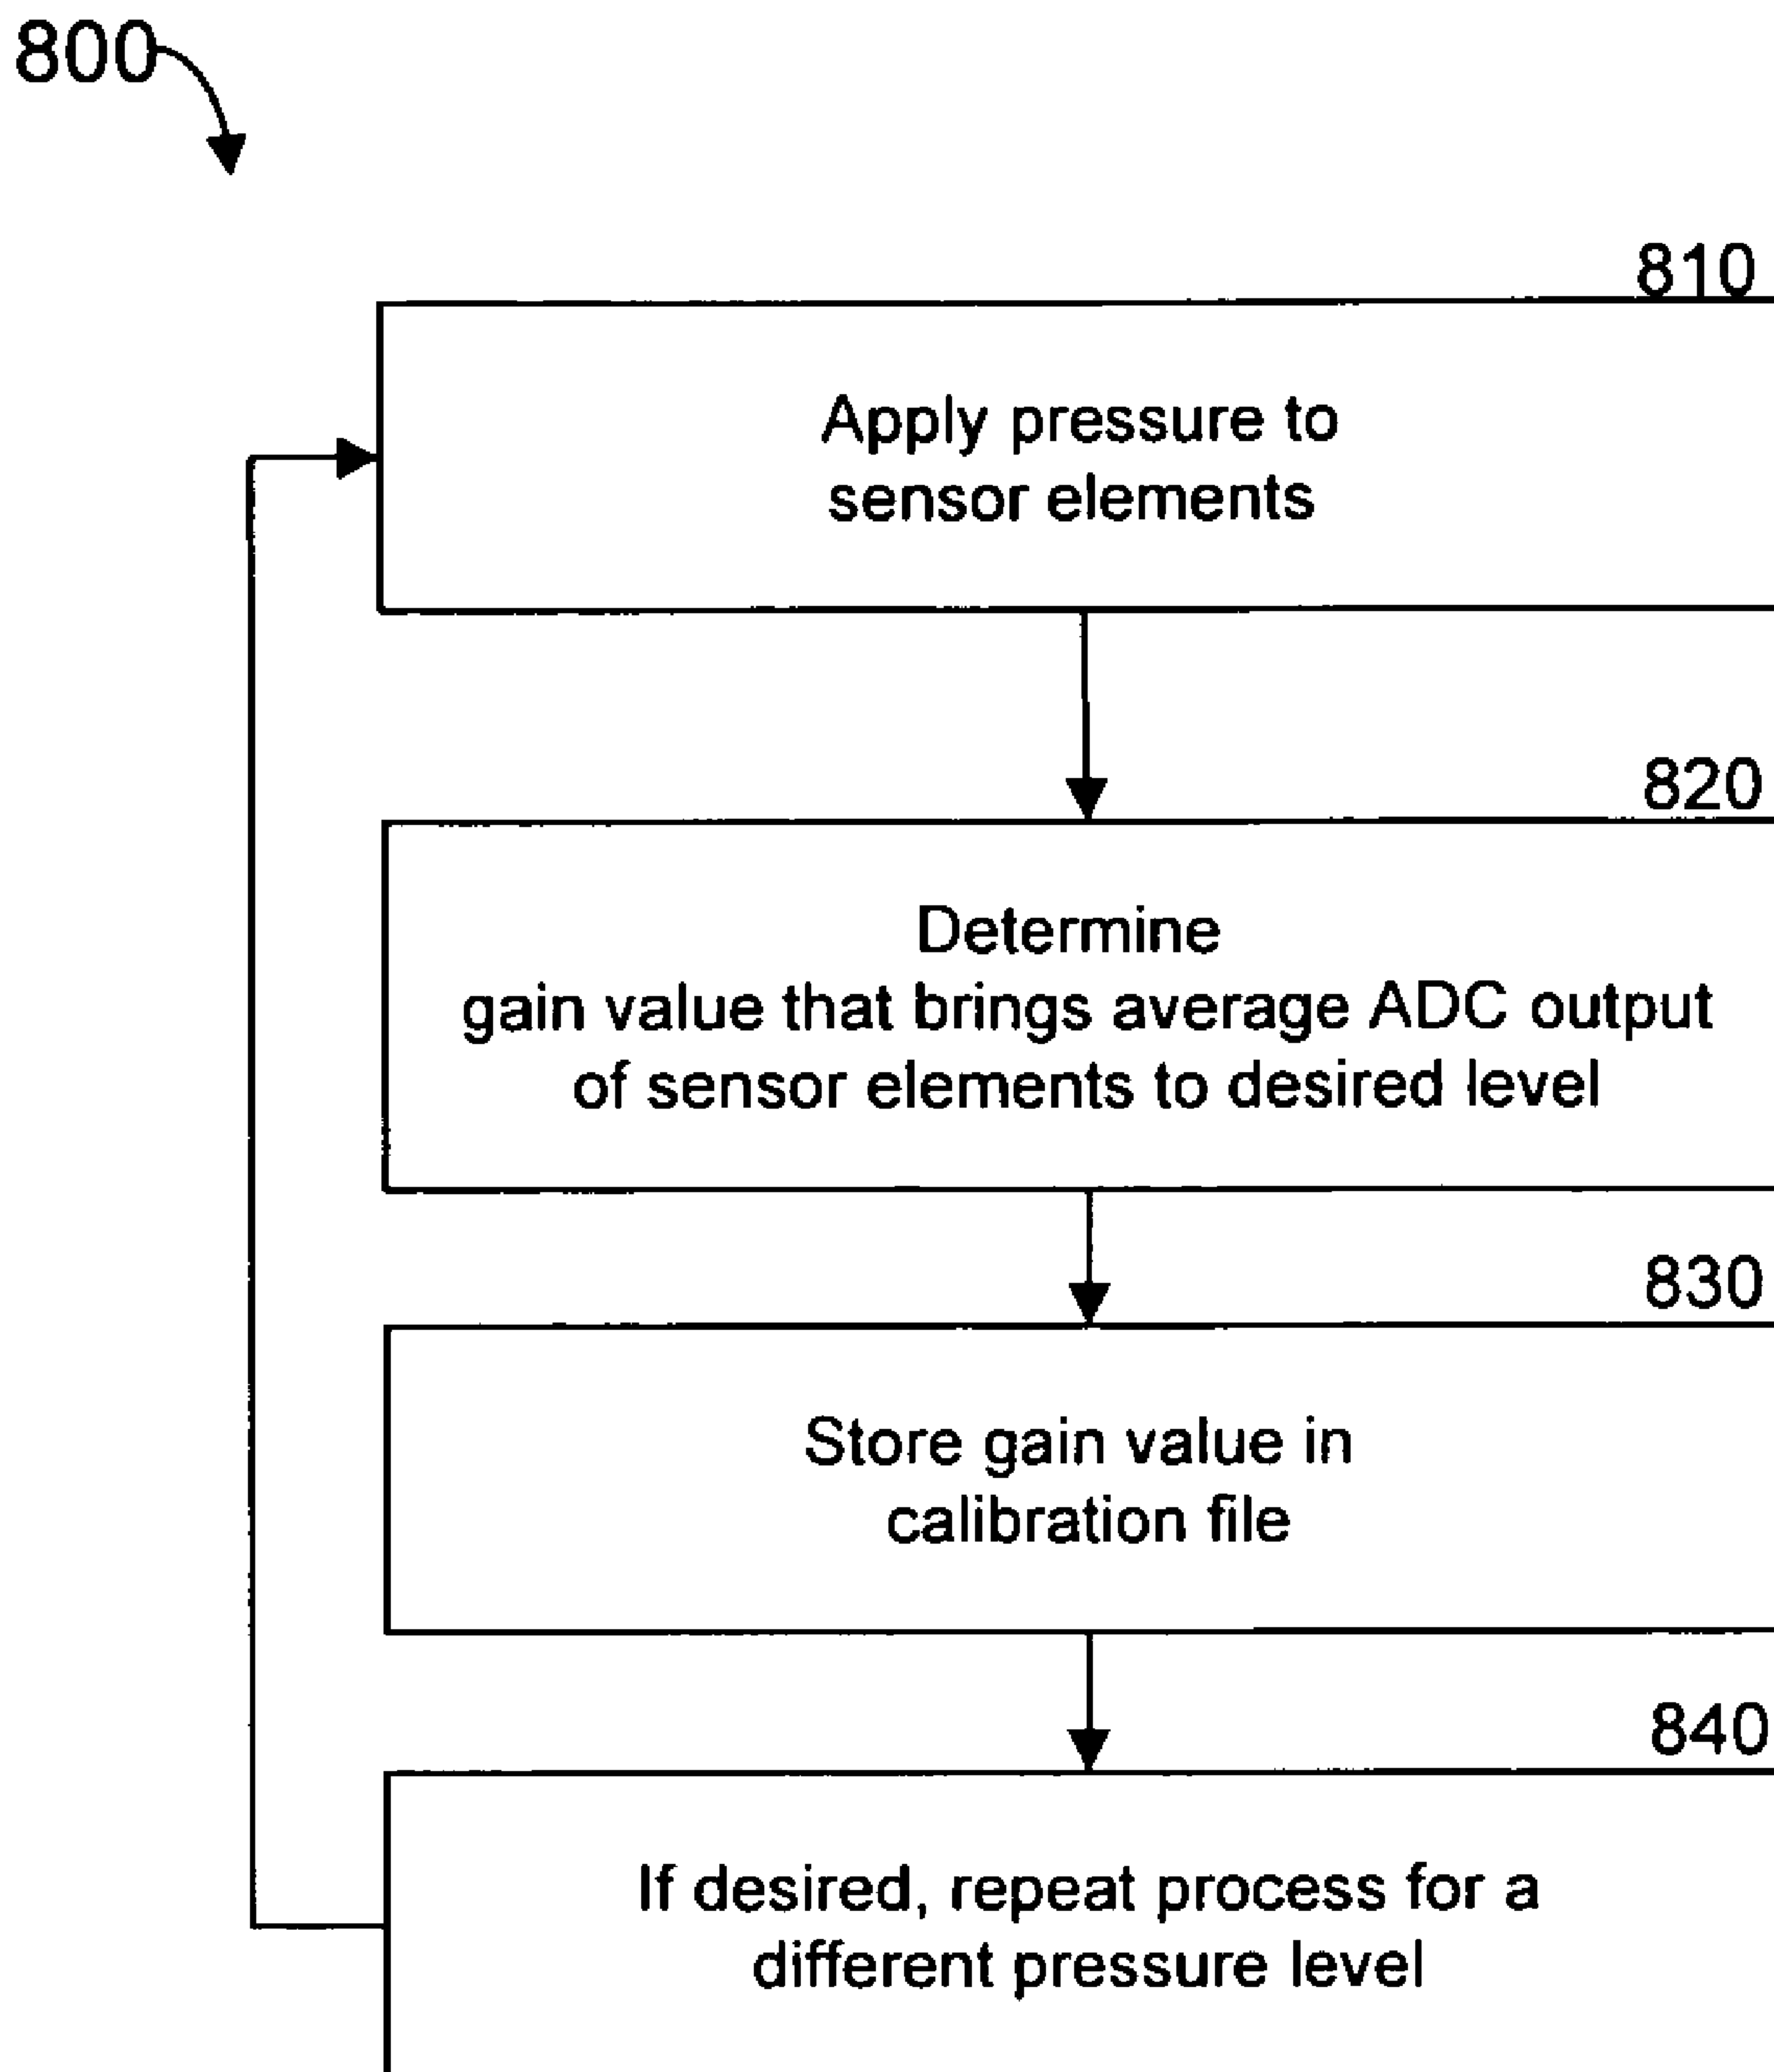 800
810
Apply pressure to
sensor elements
820
Determine
gain value that brings average ADC output
of sensor elements to desired level
830
Store gain value in
calibration file
840
If desired, repeat process for a
different pressure level